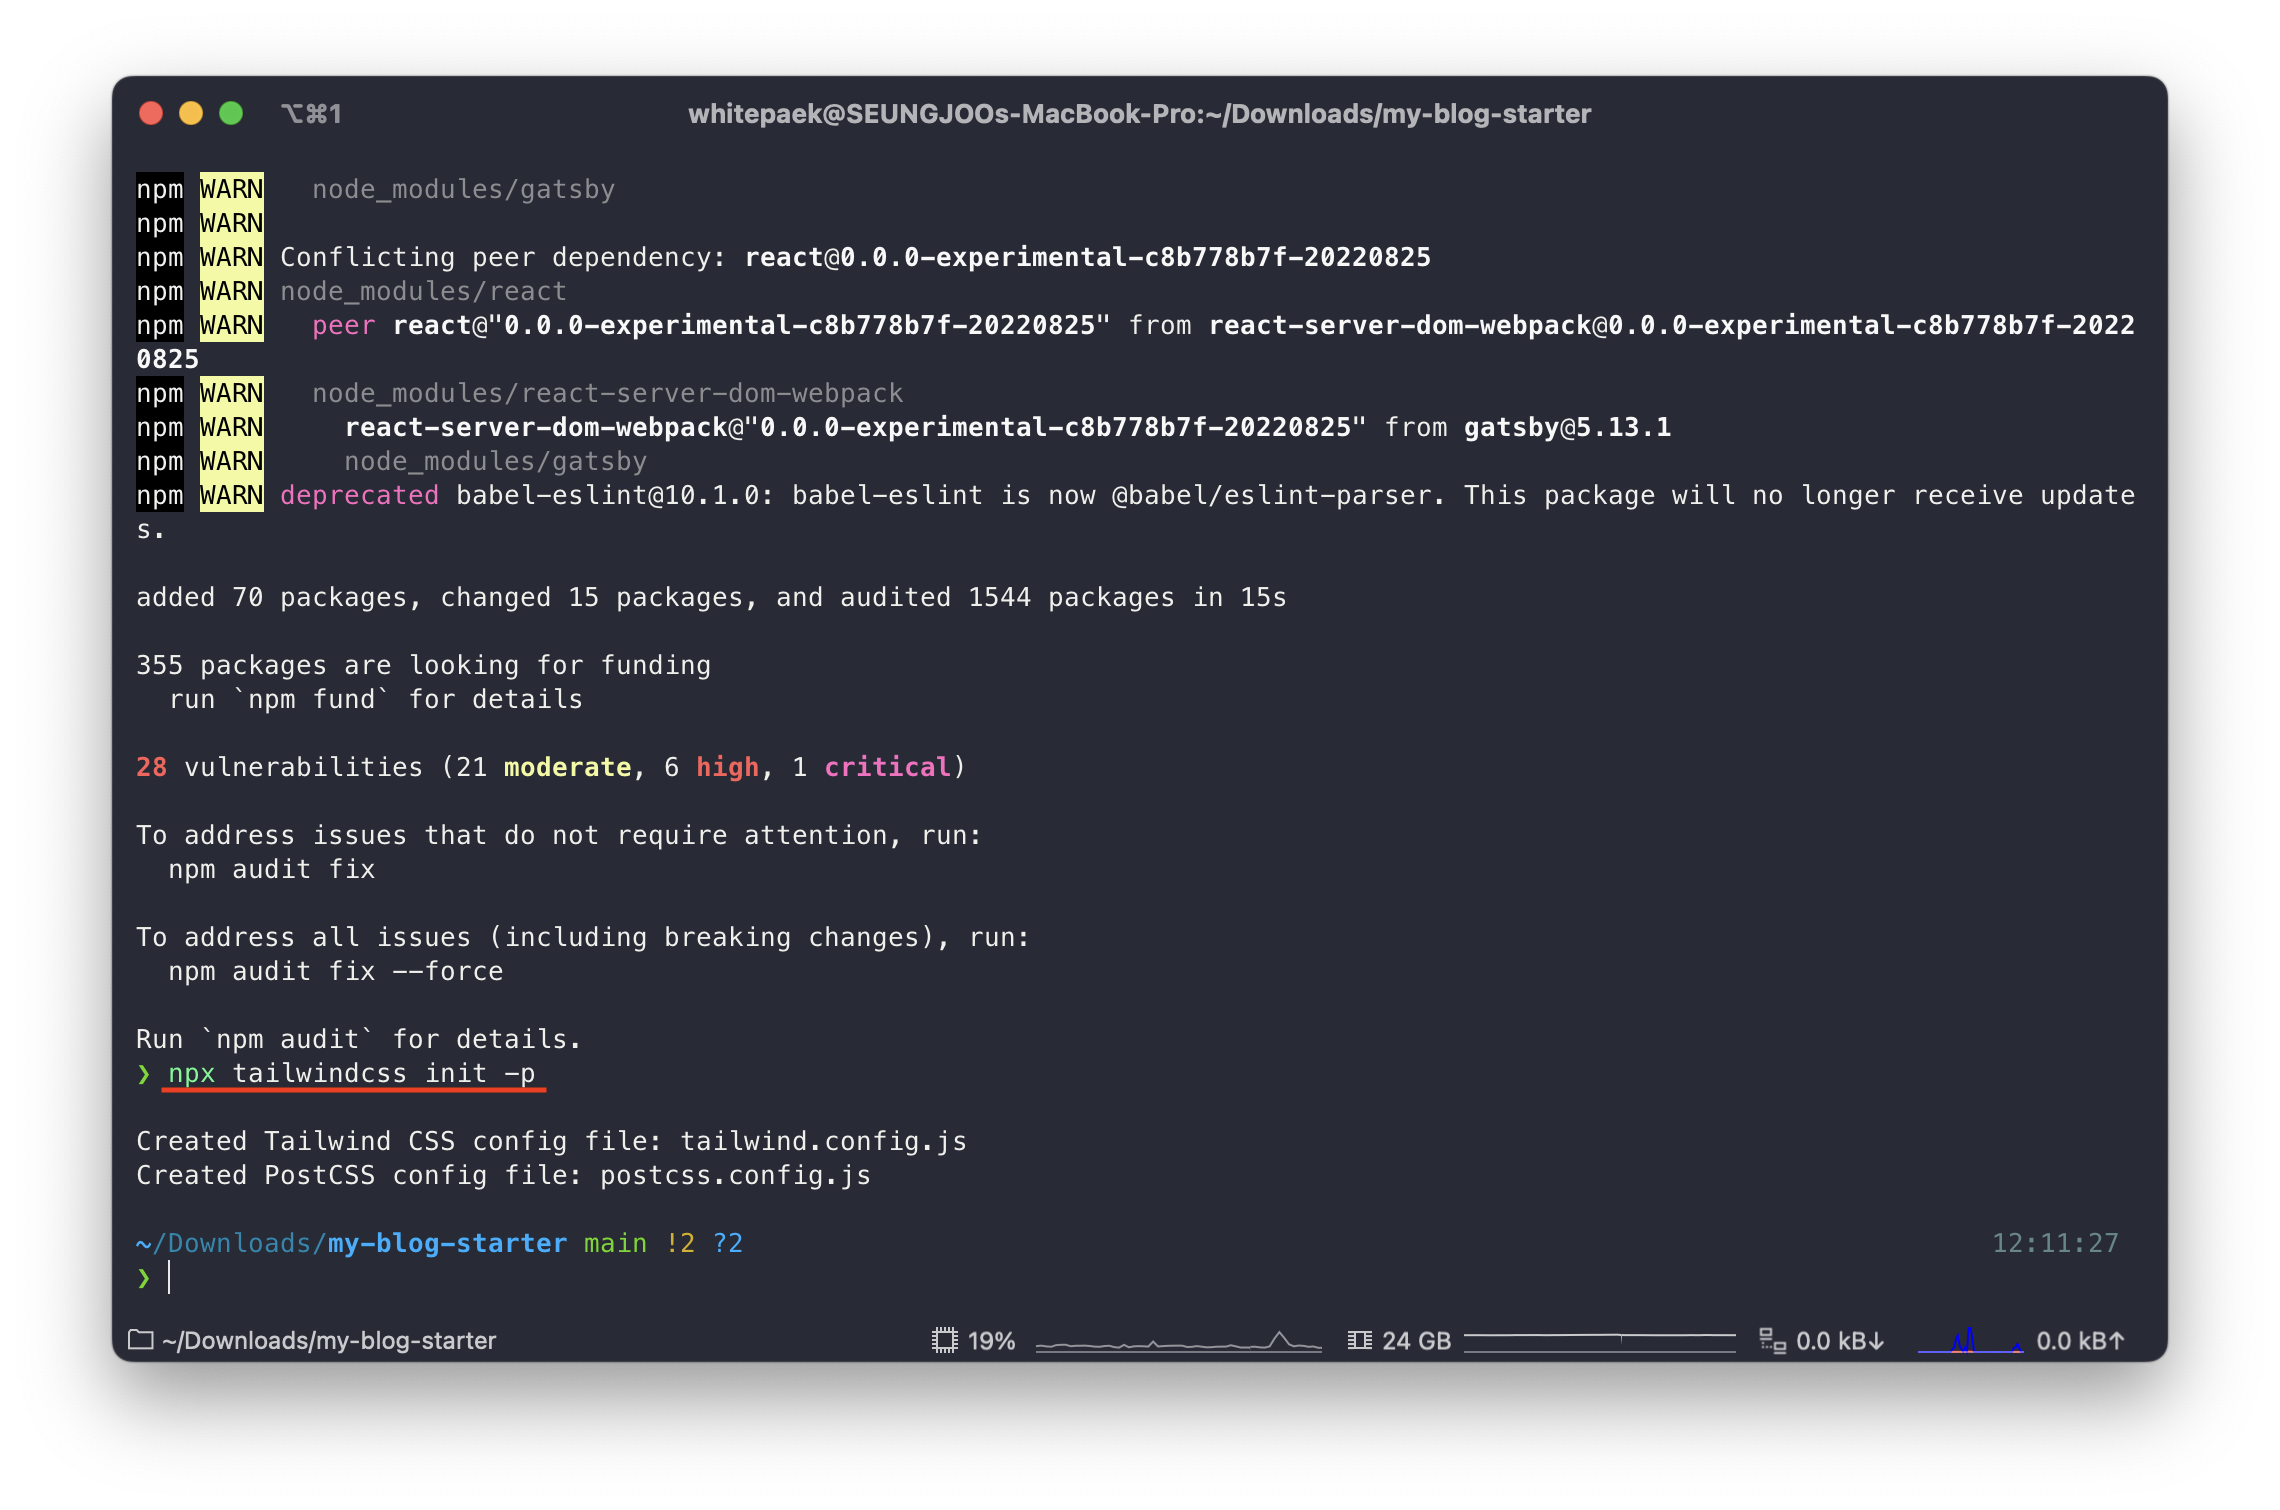 ⌥⌘1 whitepaek@SEUNGJOOs-MacBook-Pro:~/Downloads/my-blog-starter
npm WARN   node_modules/gatsby
npm WARN
npm WARN Conflicting peer dependency: react@0.0.0-experimental-c8b778b7f-20220825
npm WARN node_modules/react
npm WARN   peer react@"0.0.0-experimental-c8b778b7f-20220825" from react-server-dom-webpack@0.0.0-experimental-c8b778b7f-2022
0825
npm WARN   node_modules/react-server-dom-webpack
npm WARN     react-server-dom-webpack@"0.0.0-experimental-c8b778b7f-20220825" from gatsby@5.13.1
npm WARN     node_modules/gatsby
npm WARN deprecated babel-eslint@10.1.0: babel-eslint is now @babel/eslint-parser. This package will no longer receive update
s.
added 70 packages, changed 15 packages, and audited 1544 packages in 15s
355 packages are looking for funding
  run `npm fund` for details
28 vulnerabilities (21 moderate, 6 high, 1 critical)
To address issues that do not require attention, run:
  npm audit fix
To address all issues (including breaking changes), run:
  npm audit fix --force
Run `npm audit` for details.
❯ npx tailwindcss init -p
Created Tailwind CSS config file: tailwind.config.js
Created PostCSS config file: postcss.config.js
~/Downloads/my-blog-starter main !2 ?2 12:11:27
❯
~/Downloads/my-blog-starter 19% 24 GB 0.0 kB↓ 0.0 kB↑